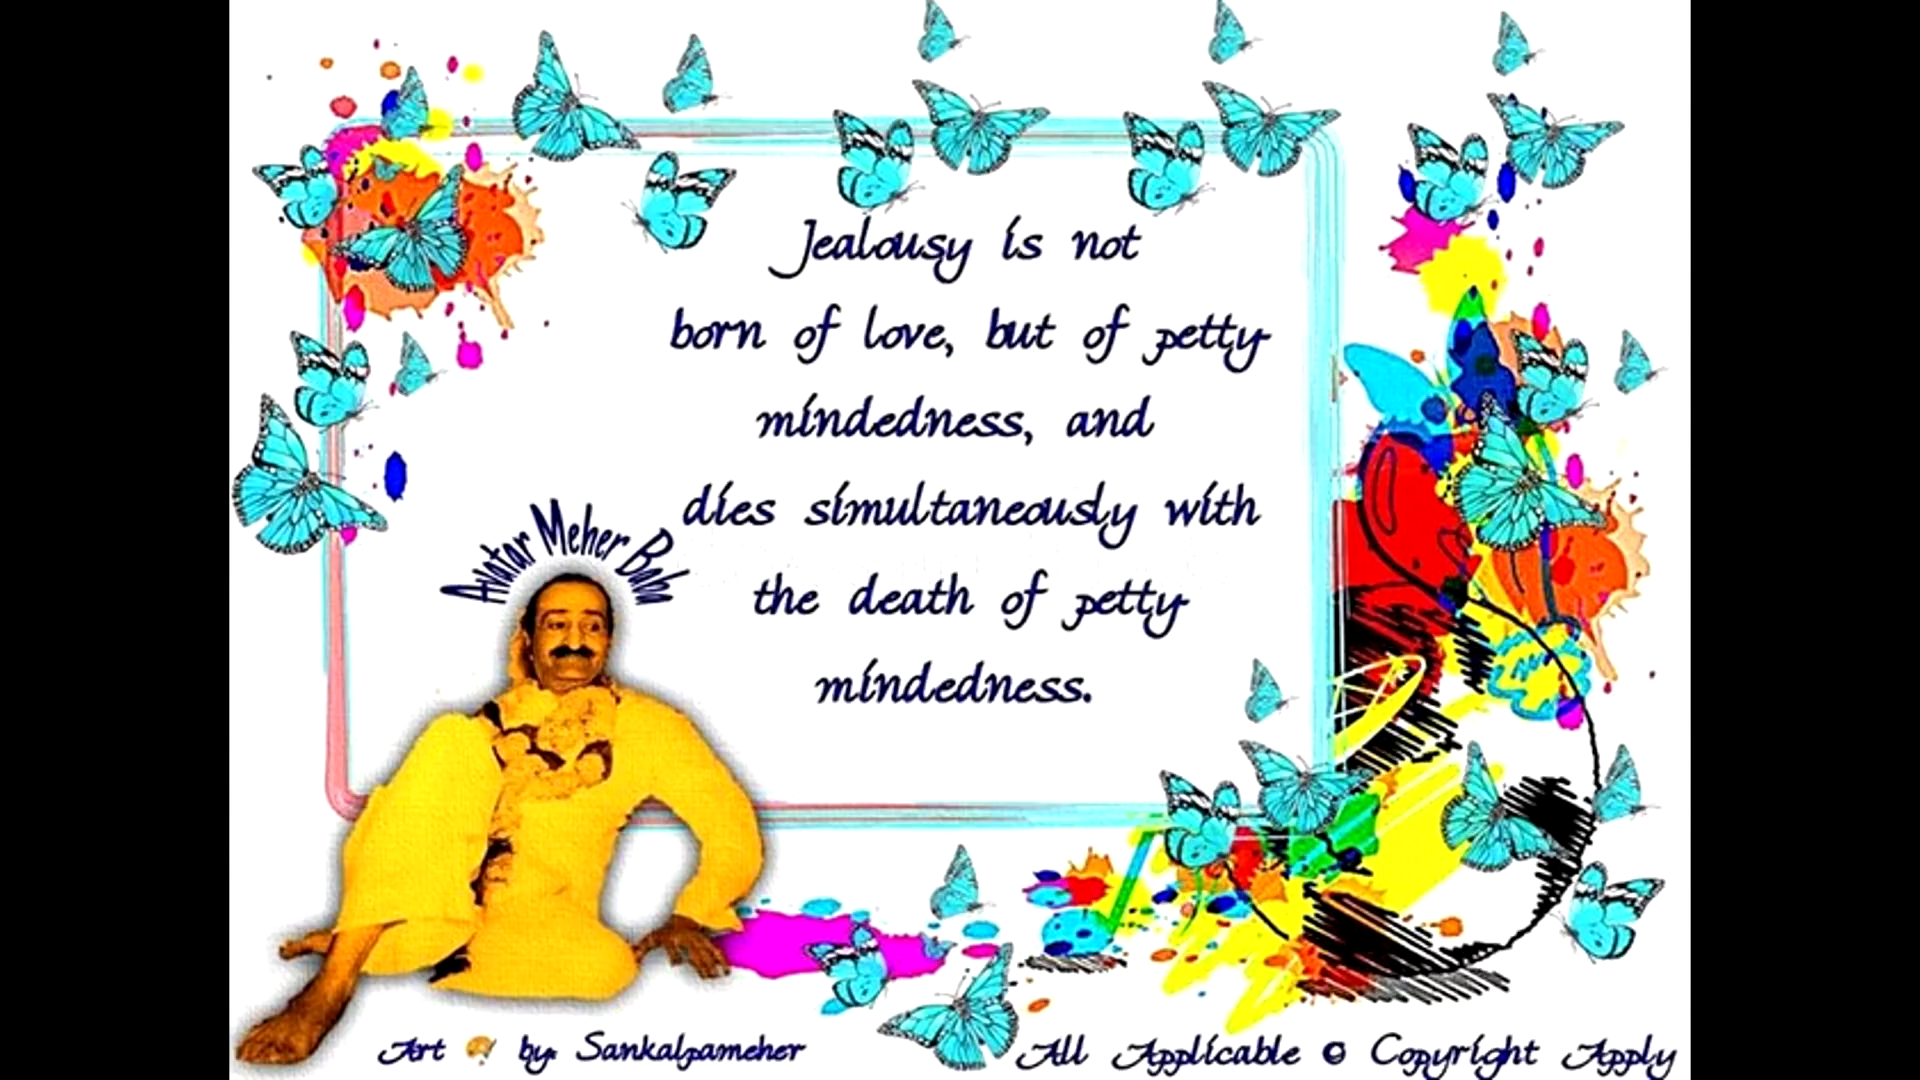 Jealousy is not
born of love, but of petty
mindedness, and
dies simultaneously with
the death of petty
mindedness.
Avatar Meher Baba
Art by: Sankalpameher
All Applicable © Copyright Apply